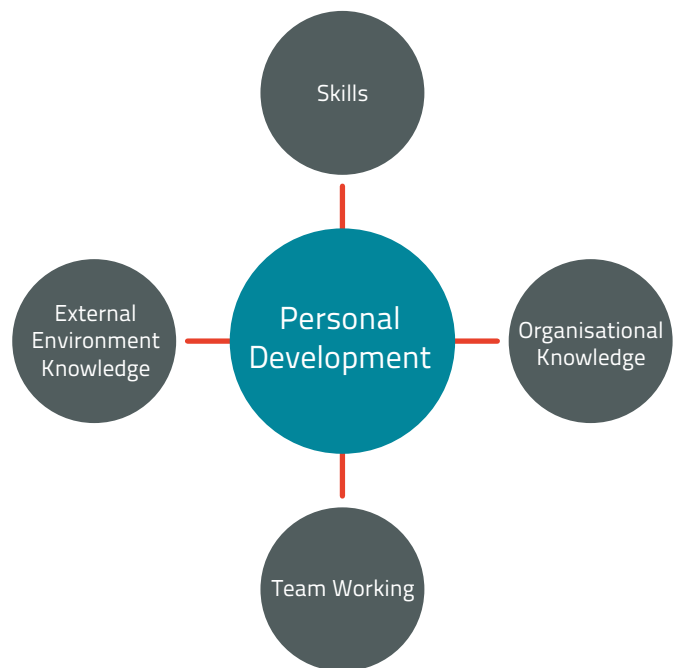 Skills
External
Environment
Knowledge
Personal
Development
Organisational
Knowledge
Team Working